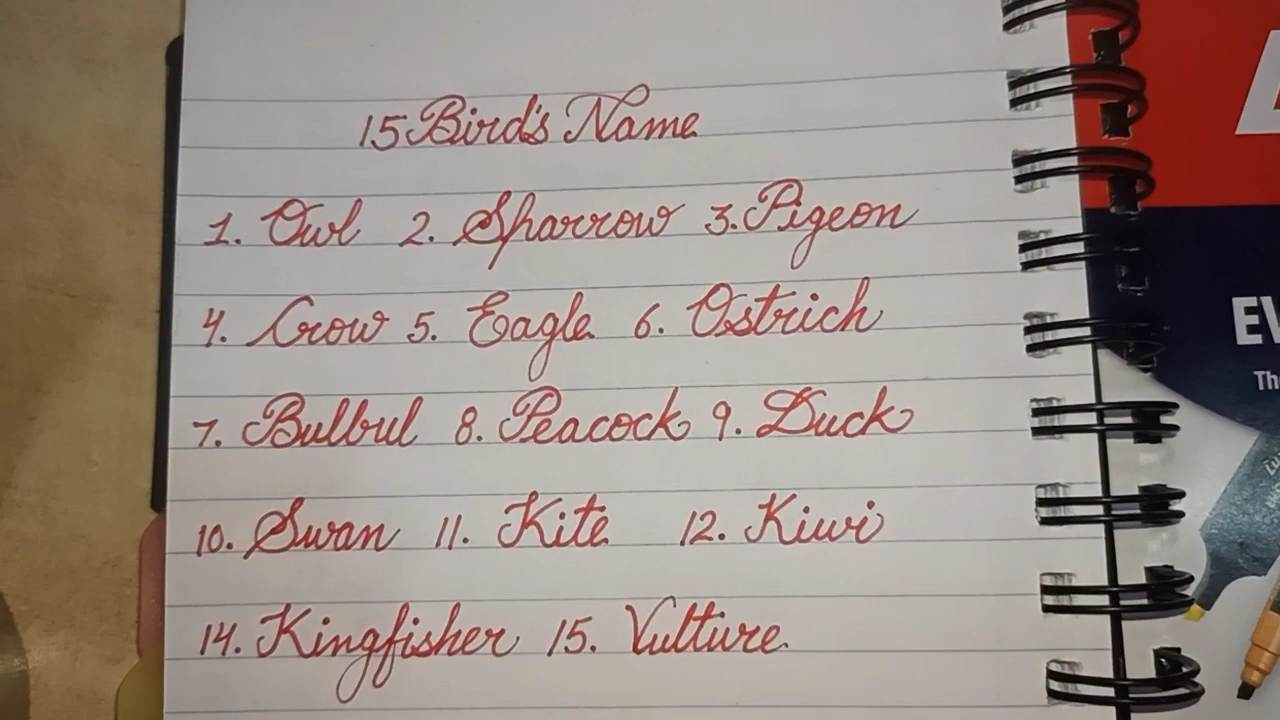 15 Bird's Name
1. Owl 2. Sparrow 3. Pigeon
4. Crow 5. Eagle 6. Ostrich
7. Bulbul 8. Peacock 9. Duck
10. Swan 11. Kite 12. Kiwi
14. Kingfisher 15. Vulture